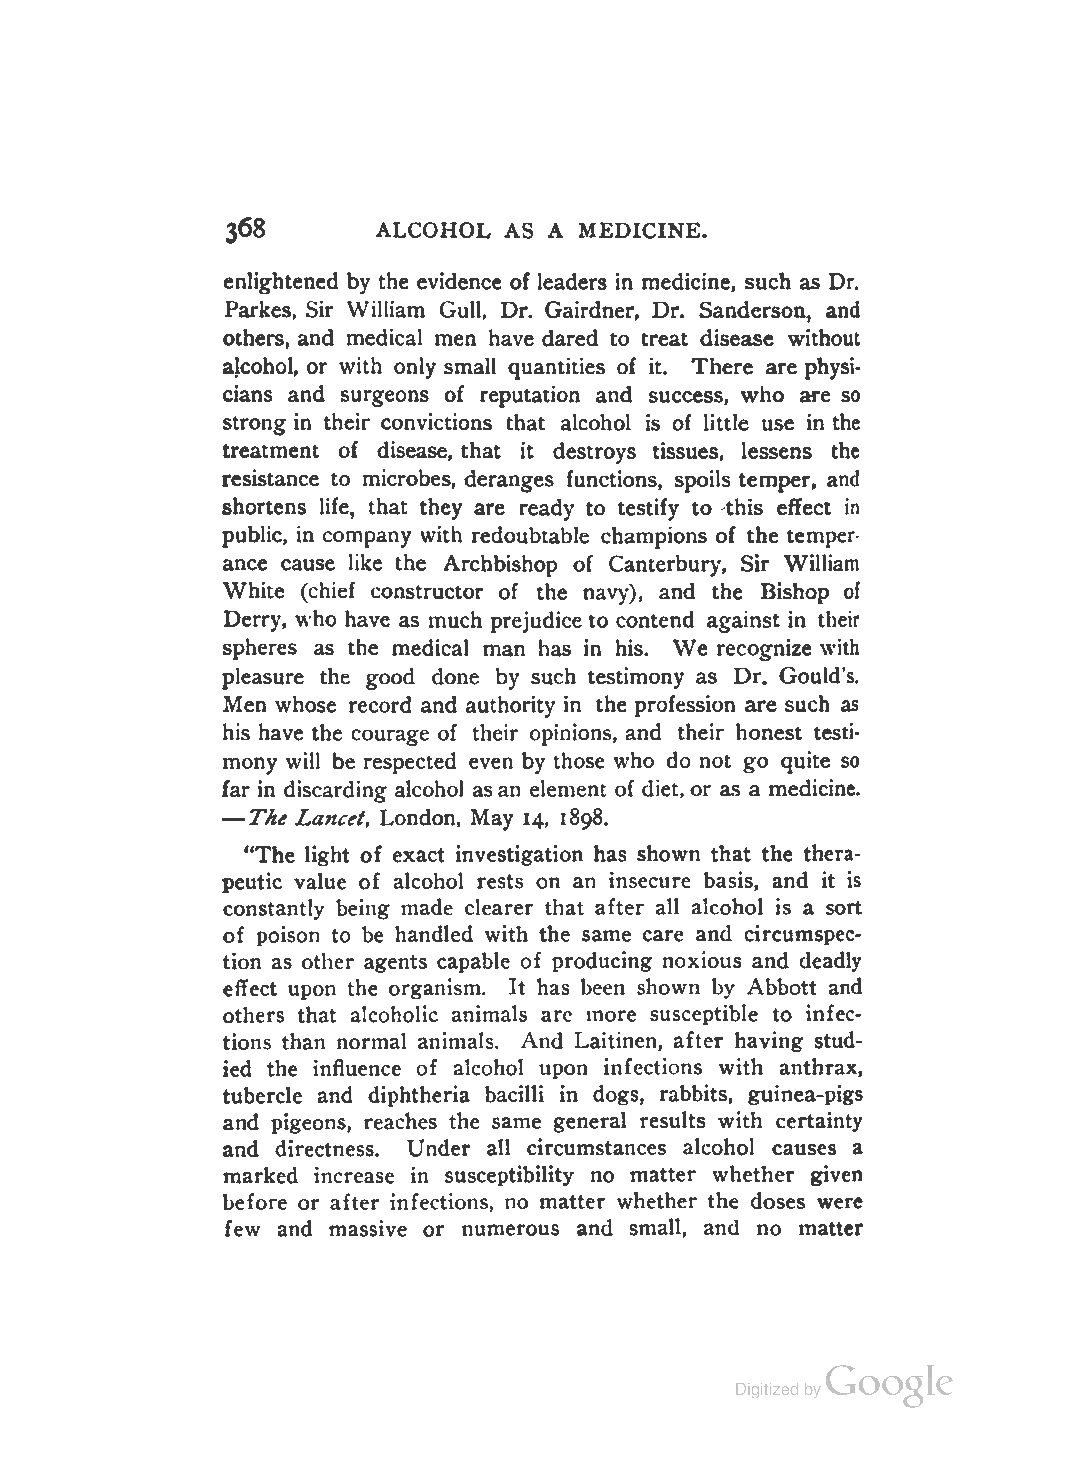 368 ALCOHOL AS A MEDICINE.
enlightened by the evidence of leaders in medicine, such as Dr.
Parkes, Sir William Gull, Dr. Gairdner, Dr. Sanderson, and
others, and medical men have dared to treat disease without
alcohol, or with only small quantities of it. There are physi-
cians and surgeons of reputation and success, who are so
strong in their convictions that alcohol is of little use in the
treatment of disease, that it destroys tissues, lessens the
resistance to microbes, deranges functions, spoils temper, and
shortens life, that they are ready to testify to this effect in
public, in company with redoubtable champions of the temper-
ance cause like the Archbishop of Canterbury, Sir William
White (chief constructor of the navy), and the Bishop of
Derry, who have as much prejudice to contend against in their
spheres as the medical man has in his. We recognize with
pleasure the good done by such testimony as Dr. Gould's.
Men whose record and authority in the profession are such as
his have the courage of their opinions, and their honest testi-
mony will be respected even by those who do not go quite so
far in discarding alcohol as an element of diet, or as a medicine.
—The Lancet, London, May 14, 1898.
"The light of exact investigation has shown that the thera-
peutic value of alcohol rests on an insecure basis, and it is
constantly being made clearer that after all alcohol is a sort
of poison to be handled with the same care and circumspec-
tion as other agents capable of producing noxious and deadly
effect upon the organism. It has been shown by Abbott and
others that alcoholic animals are more susceptible to infec-
tions than normal animals. And Laitinen, after having stud-
ied the influence of alcohol upon infections with anthrax,
tubercle and diphtheria bacilli in dogs, rabbits, guinea-pigs
and pigeons, reaches the same general results with certainty
and directness. Under all circumstances alcohol causes a
marked increase in susceptibility no matter whether given
before or after infections, no matter whether the doses were
few and massive or numerous and small, and no matter
Digitized by Google